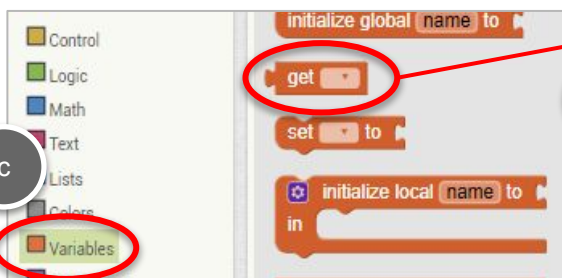 Control
Logic
Math
Text
Lists
Colors
Variables
c
initialize global name to
get
set to
initialize local name to
in